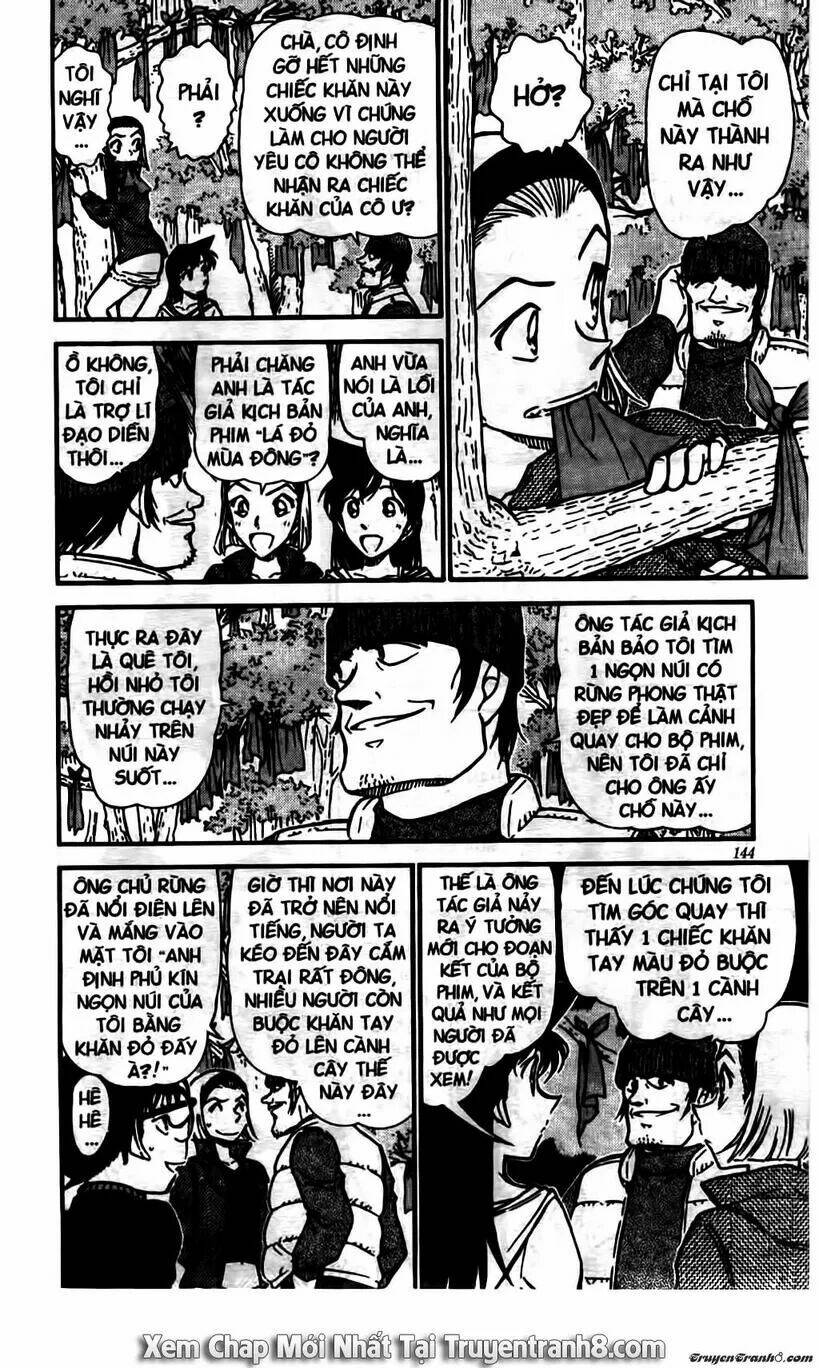 CHỈ TẠI TÔI
MÀ CHỐ
NÀY THÀNH
RA NHƯ
VẬY...
HỞ?
CHÀ, CÔ ĐỊNH
GỠ HẾT NHỮNG
CHIẾC KHĂN NÀY
XUỐNG VÌ CHÚNG
LÀM CHO NGƯỜI
YÊU CÔ KHÔNG THỂ
NHẬN RA CHIẾC
KHĂN CỦA CÔ Ư?
PHẢI
?
TÔI
NGHĨ
VẬY
...
ANH VỪA
NÓI LÀ LỖI
CỦA ANH,
NGHĨA
LÀ...
PHẢI CHĂNG
ANH LÀ TÁC
GIẢ KỊCH BẢN
PHIM "LÁ ĐỎ
MÙA ĐÔNG"?
Ồ KHÔNG,
TÔI CHỈ
LÀ TRỢ LÍ
ĐẠO DIỄN
THÔI...
ÔNG TÁC GIẢ KỊCH
BẢN BẢO TÔI TÌM
1 NGỌN NÚI CÓ
RỪNG PHONG THẬT
ĐẸP ĐỂ LÀM CẢNH
QUAY CHO BỘ PHIM,
NÊN TÔI ĐÃ CHỈ
CHO ÔNG ẤY
CHỖ NÀY...
THỰC RA ĐÂY
LÀ QUÊ TÔI,
HỒI NHỎ TÔI
THƯỜNG CHẠY
NHẢY TRÊN
NÚI NÀY
SUỐT...
144
ĐẾN LÚC CHÚNG TÔI
TÌM GÓC QUAY THÌ
THẤY 1 CHIẾC KHĂN
TAY MÀU ĐỎ BUỘC
TRÊN 1 CÀNH
CÂY...
THẾ LÀ ÔNG
TÁC GIẢ NẢY
RA Ý TƯỞNG
MỚI CHO ĐOẠN
KẾT CỦA BỘ
PHIM, VÀ KẾT
QUẢ NHƯ MỌI
NGƯỜI ĐÃ
ĐƯỢC
XEM!
GIỜ THÌ NƠI NÀY
ĐÃ TRỞ NÊN NỔI
TIẾNG, NGƯỜI TA
KÉO ĐẾN ĐÂY CẮM
TRẠI RẤT ĐÔNG,
NHIỀU NGƯỜI CÒN
BUỘC KHĂN TAY
ĐỎ LÊN CÀNH
CÂY THẾ
NÀY ĐÂY
...
ÔNG CHỦ RỪNG
ĐÃ NỔI ĐIÊN LÊN
VÀ MẮNG VÀO
MẶT TÔI "ANH
ĐỊNH PHỦ KÍN
NGỌN NÚI CỦA
TÔI BẰNG
KHĂN ĐỎ ĐẤY
À?!"
HÊ
HÊ
...
Xem Chap Mới Nhất Tại Truyentranh8.com
TruyenTranh8.com